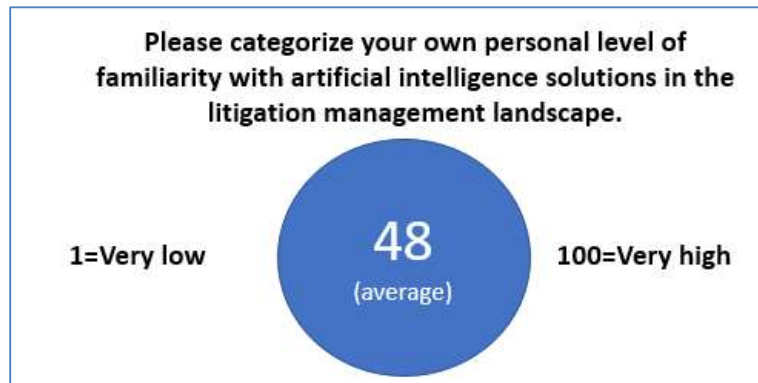 Please categorize your own personal level of
familiarity with artificial intelligence solutions in the
litigation management landscape.
48
1=Very low
100=Very high
(average)